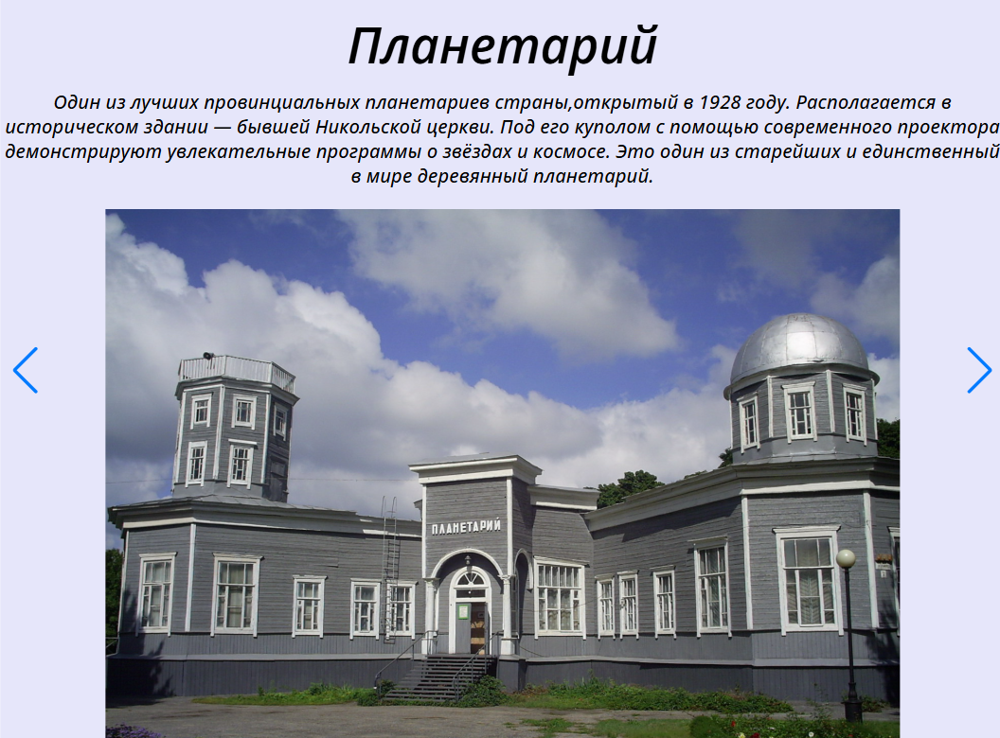 Планетарий
Один из лучших провинциальных планетариев страны,открытый в 1928 году. Располагается в
историческом здании — бывшей Никольской церкви. Под его куполом с помощью современного проектора
демонстрируют увлекательные программы о звёздах и космосе. Это один из старейших и единственный
в мире деревянный планетарий.
ПЛАНЕТАРИЙ